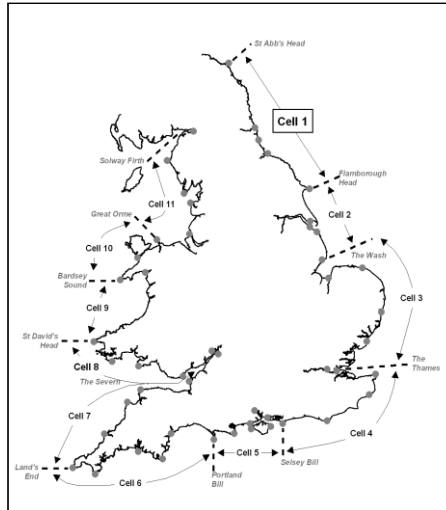 St Abb's Head
Cell 1
Solway Firth
Flamborough
Head
Cell 11
Great Orme
Cell 2
Cell 10
The Wash
Bardsey
Sound
Cell 3
Cell 9
St David's
Head
Cell 8
The
Thames
The Severn
Cell 7
Cell 4
Cell 5
Land's
End
Selsey Bill
Cell 6
Portland
Bill